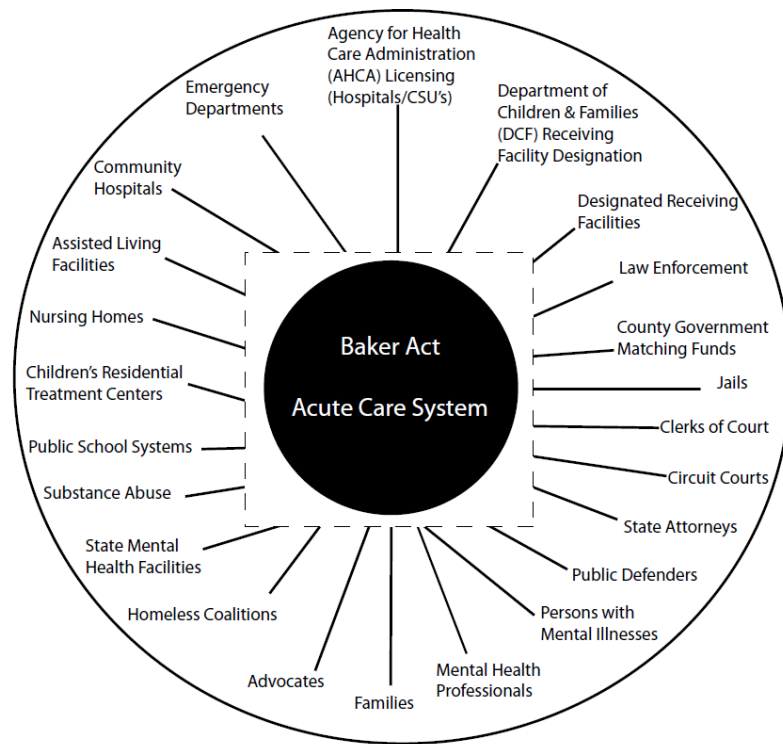 Agency for Health
Care Administration
(AHCA) Licensing
(Hospitals/CSU's)
Department of
Children & Families
(DCF) Receiving
Facility Designation
Designated Receiving
Facilities
Law Enforcement
County Government
Matching Funds
Jails
Clerks of Court
Circuit Courts
State Attorneys
Public Defenders
Persons with
Mental Illnesses
Mental Health
Professionals
Families
Advocates
Homeless Coalitions
State Mental
Health Facilities
Substance Abuse
Public School Systems
Children's Residential
Treatment Centers
Nursing Homes
Assisted Living
Facilities
Community
Hospitals
Emergency
Departments
Baker Act
Acute Care System